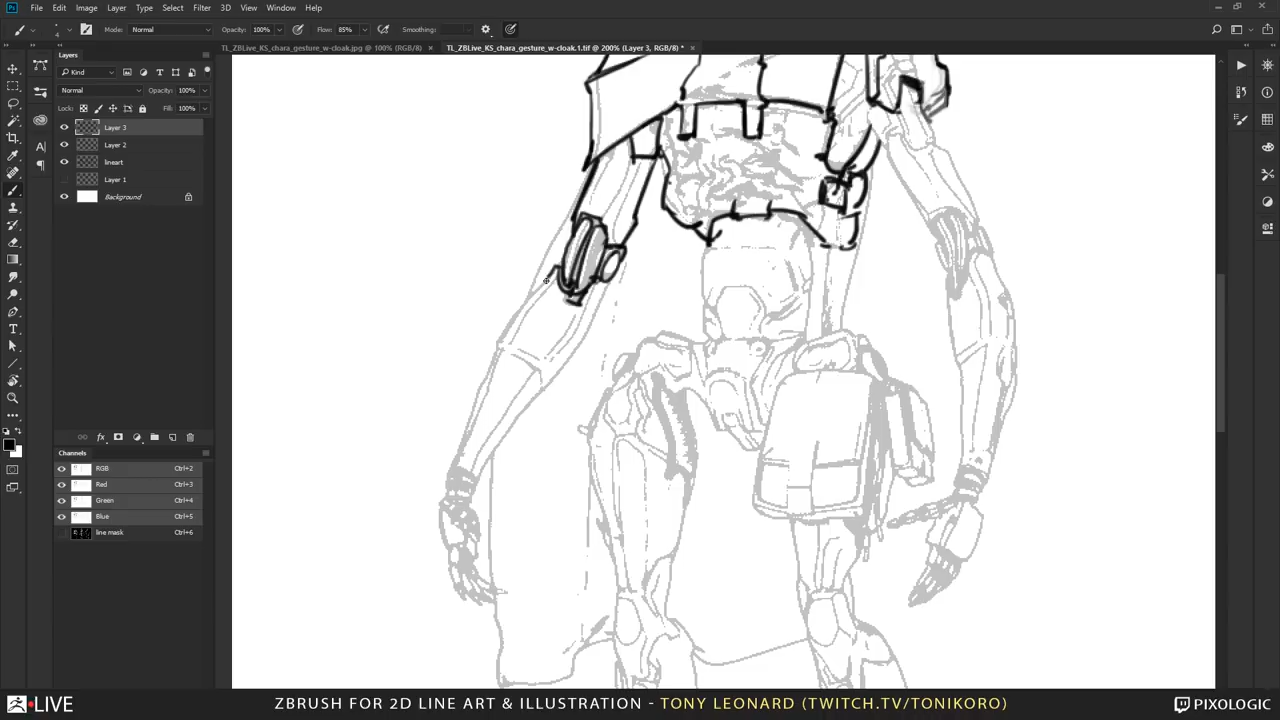 Ps File Edit Image Layer Type Select Filter 3D View Window Help
4 Mode: Normal Opacity: 100% Flow: 85% Smoothing:
TL_ZBLive_KS_chara_gesture_w-cloak.jpg @ 100% (RGB/8) × TL_ZBLive_KS_chara_gesture_w-cloak.1.tif @ 200% (Layer 3, RGB/8) * ×
Layers
Kind
Normal Opacity: 100%
Lock: Fill: 100%
Layer 3
Layer 2
lineart
Layer 1
Background
fx
Channels
RGB Ctrl+2
Red Ctrl+3
Green Ctrl+4
Blue Ctrl+5
line mask Ctrl+6
LIVE ZBRUSH FOR 2D LINE ART & ILLUSTRATION - TONY LEONARD (TWITCH.TV/TONIKORO) PIXOLOGIC